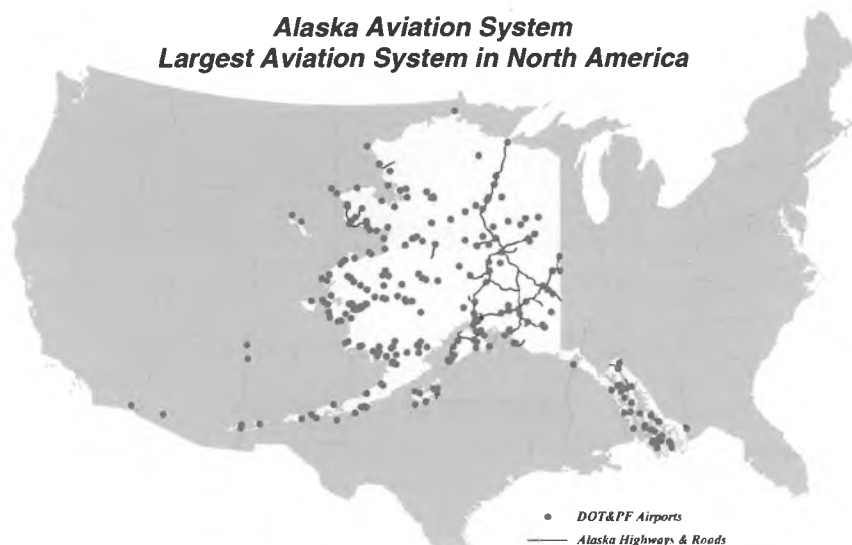 Alaska Aviation System
Largest Aviation System in North America
DOT&PF Airports
Alaska Highways & Roads